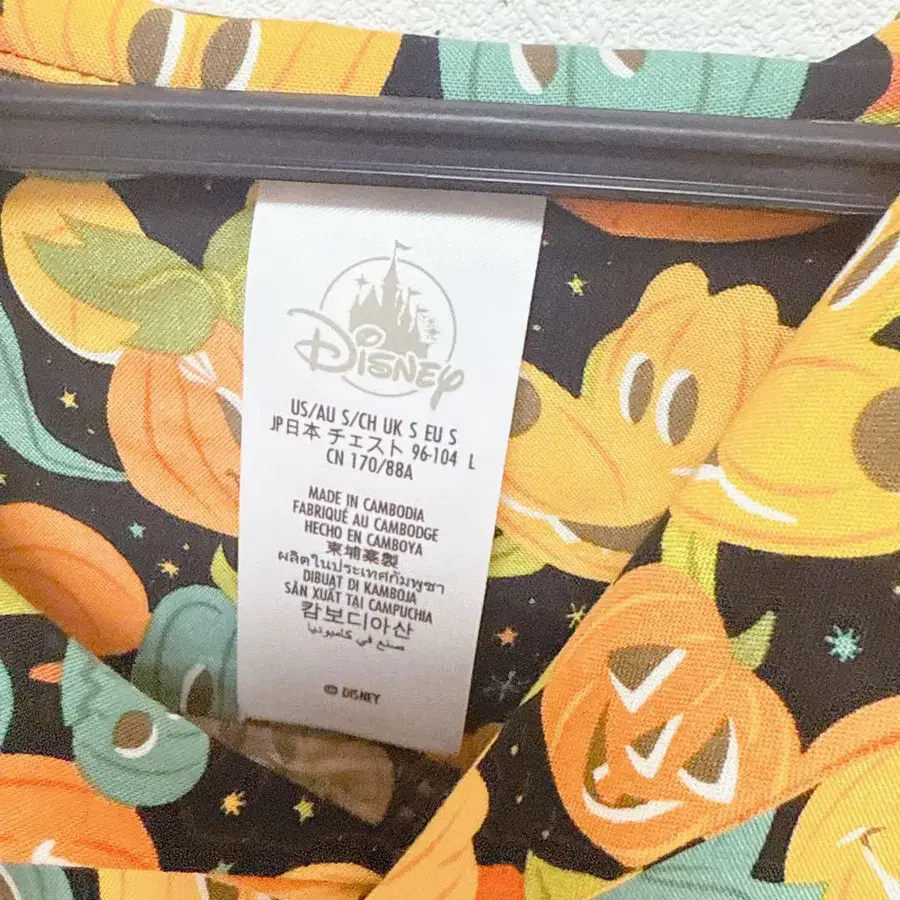 DISNEY
US/AU S/CH UK S EU S
JP日本 チェスト 96-104 L
CN 170/88A
MADE IN CAMBODIA
FABRIQUÉ AU CAMBODGE
HECHO EN CAMBOYA
柬埔寨製
ผลิตในประเทศกัมพูชา
DIBUAT DI KAMBOJA
SẢN XUẤT TẠI CAMPUCHIA
캄보디아산
صنع في كامبوديا
© DISNEY